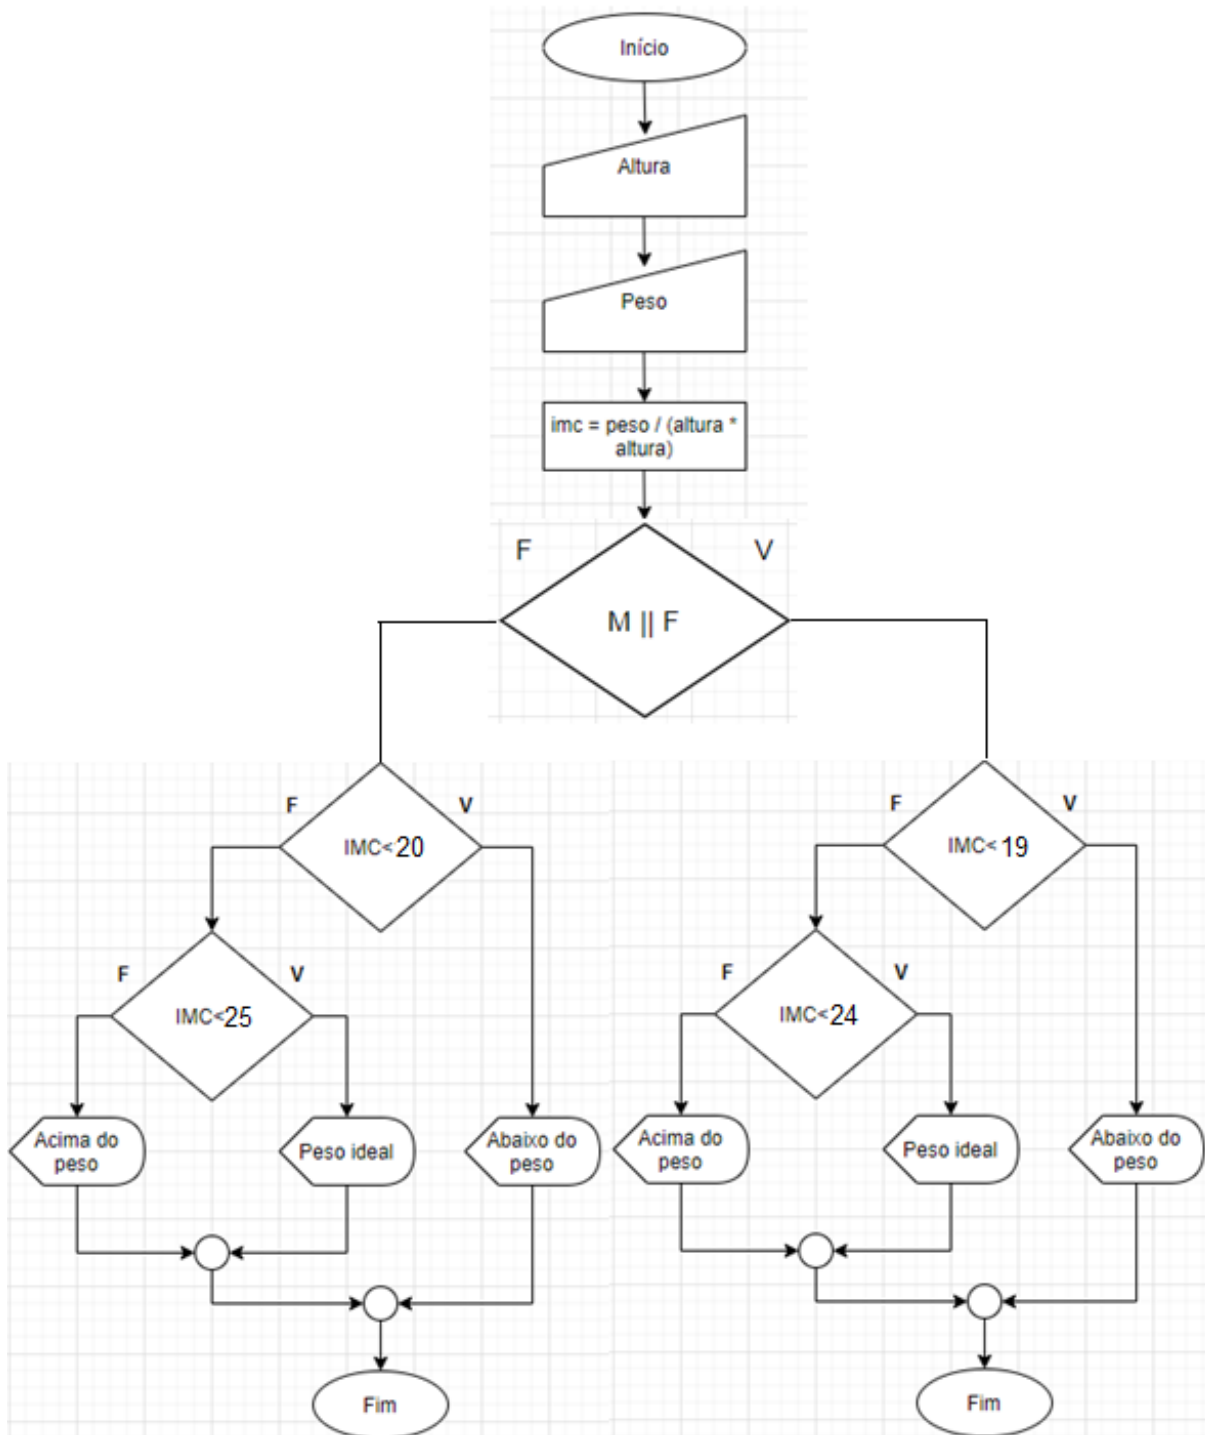 Início
Altura
Peso
imc = peso / (altura *
altura)
F
V
M || F
F
V
IMC<20
F
V
IMC<25
Acima do
peso
Peso ideal
Abaixo do
peso
Fim
F
V
IMC<19
F
V
IMC<24
Acima do
peso
Peso ideal
Abaixo do
peso
Fim